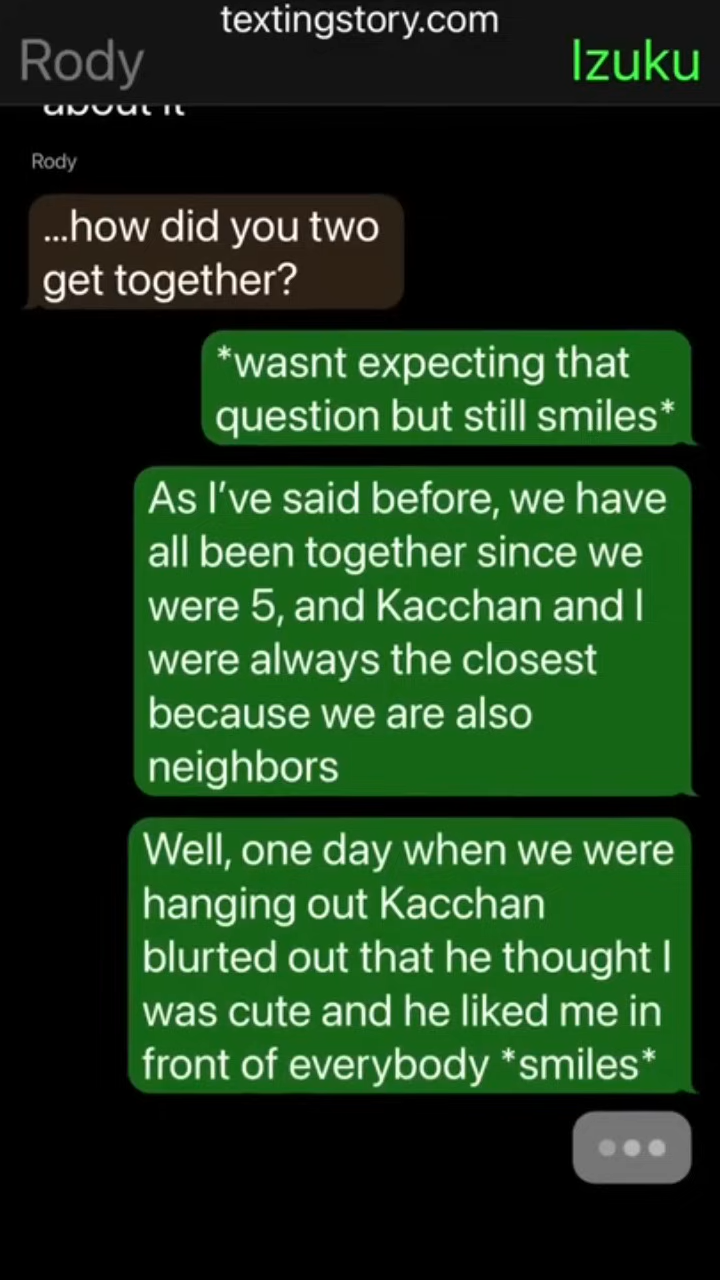 textingstory.com
Rody
Izuku
about it
Rody
...how did you two
get together?
*wasnt expecting that
question but still smiles*
As I've said before, we have
all been together since we
were 5, and Kacchan and I
were always the closest
because we are also
neighbors
Well, one day when we were
hanging out Kacchan
blurted out that he thought I
was cute and he liked me in
front of everybody *smiles*